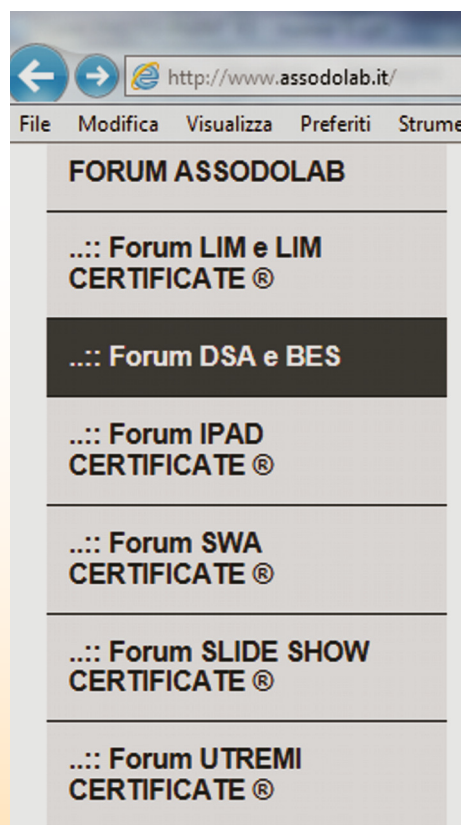 http://www.assodolab.it/
File Modifica Visualizza Preferiti Strume
FORUM ASSODOLAB
..:: Forum LIM e LIM
CERTIFICATE ®
..:: Forum DSA e BES
..:: Forum IPAD
CERTIFICATE ®
..:: Forum SWA
CERTIFICATE ®
..:: Forum SLIDE SHOW
CERTIFICATE ®
..:: Forum UTREMI
CERTIFICATE ®